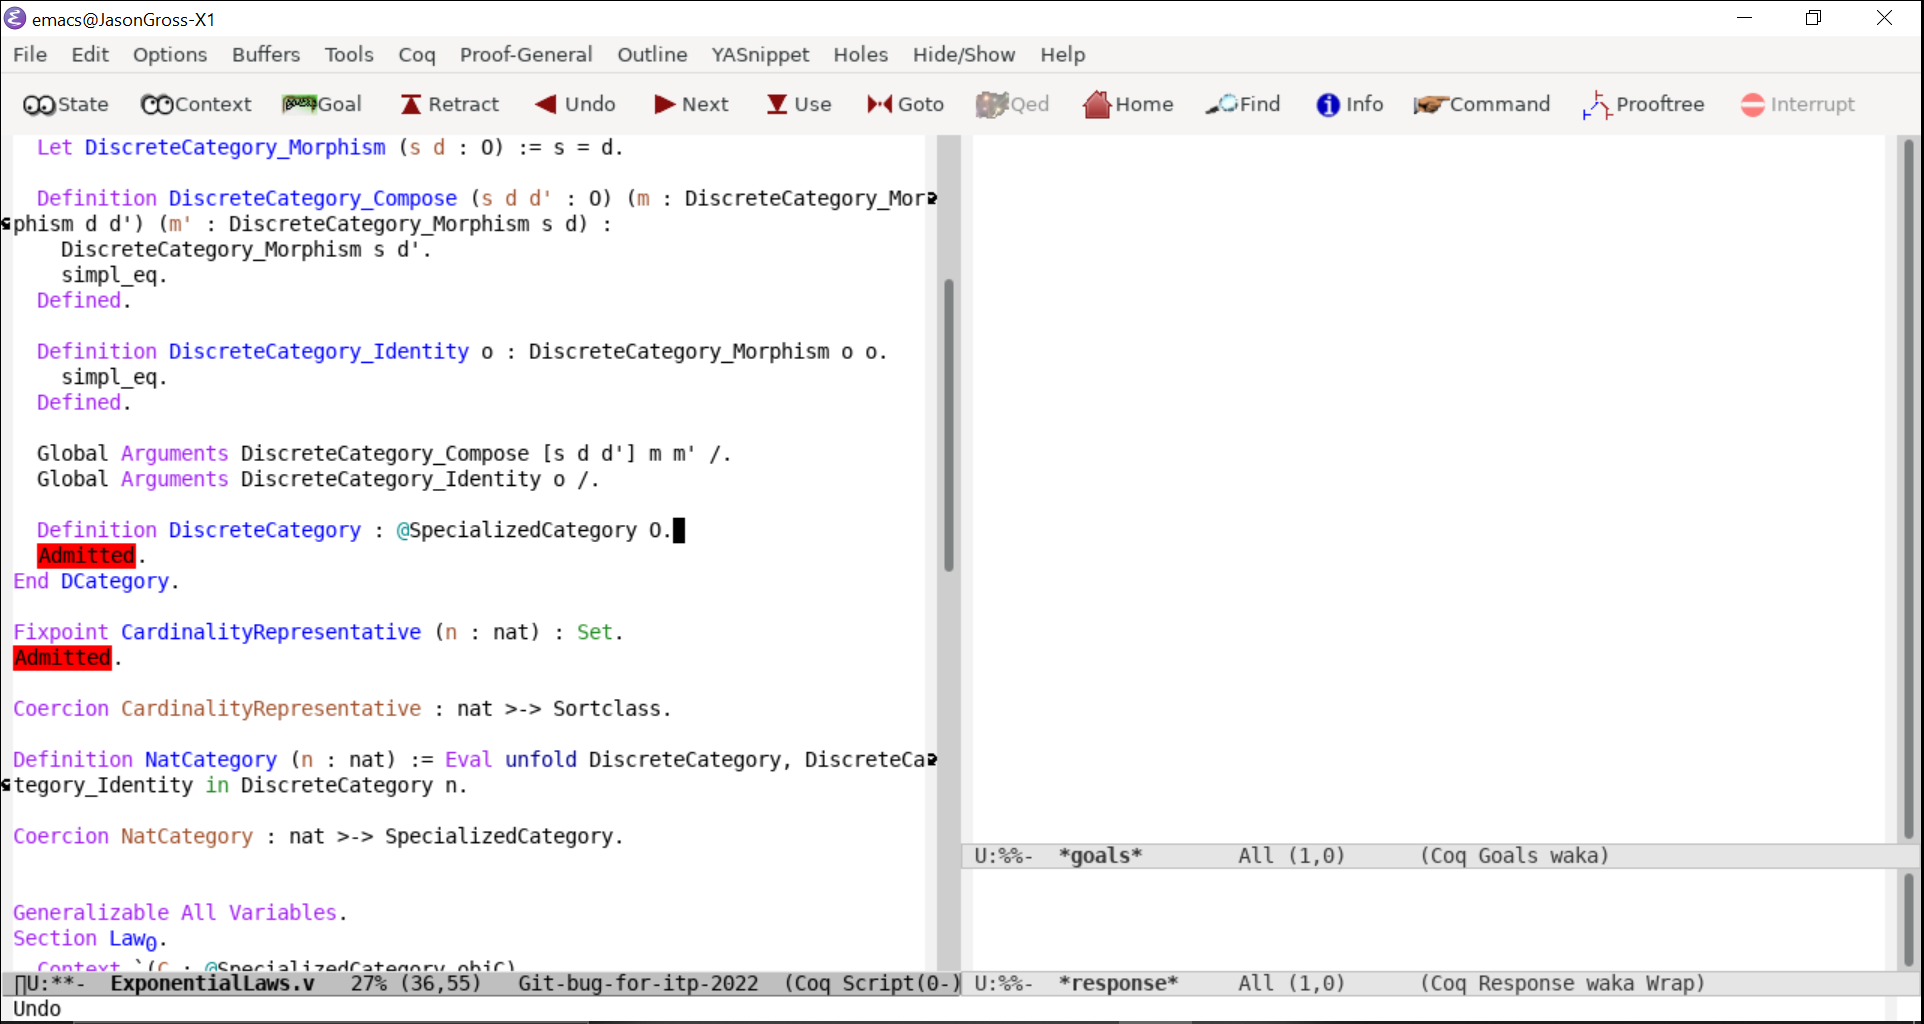 emacs@JasonGross-X1
File Edit Options Buffers Tools Coq Proof-General Outline YASnippet Holes Hide/Show Help
State Context Goal Retract Undo Next Use Goto Qed Home Find Info Command Prooftree Interrupt
Let DiscreteCategory_Morphism (s d : O) := s = d.
Definition DiscreteCategory_Compose (s d d' : O) (m : DiscreteCategory_Mor
phism d d') (m' : DiscreteCategory_Morphism s d) :
DiscreteCategory_Morphism s d'.
simpl_eq.
Defined.
Definition DiscreteCategory_Identity o : DiscreteCategory_Morphism o o.
simpl_eq.
Defined.
Global Arguments DiscreteCategory_Compose [s d d'] m m' /.
Global Arguments DiscreteCategory_Identity o /.
Definition DiscreteCategory : @SpecializedCategory O.
Admitted.
End DCategory.
Fixpoint CardinalityRepresentative (n : nat) : Set.
Admitted.
Coercion CardinalityRepresentative : nat >-> Sortclass.
Definition NatCategory (n : nat) := Eval unfold DiscreteCategory, DiscreteCa
tegory_Identity in DiscreteCategory n.
Coercion NatCategory : nat >-> SpecializedCategory.
Generalizable All Variables.
Section Law0.
Context `(C : @SpecializedCategory objC)
U:**- ExponentialLaws.v 27% (36,55) Git-bug-for-itp-2022 (Coq Script(0-)
Undo
U:%%- *goals* All (1,0) (Coq Goals waka)
U:%%- *response* All (1,0) (Coq Response waka Wrap)